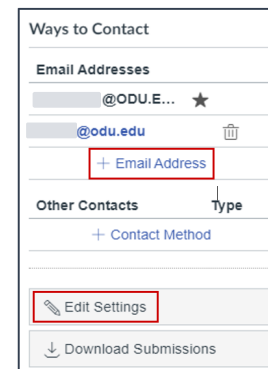 Ways to Contact
Email Addresses
@ODU.E...
@odu.edu
+ Email Address
Other Contacts Type
+ Contact Method
Edit Settings
Download Submissions